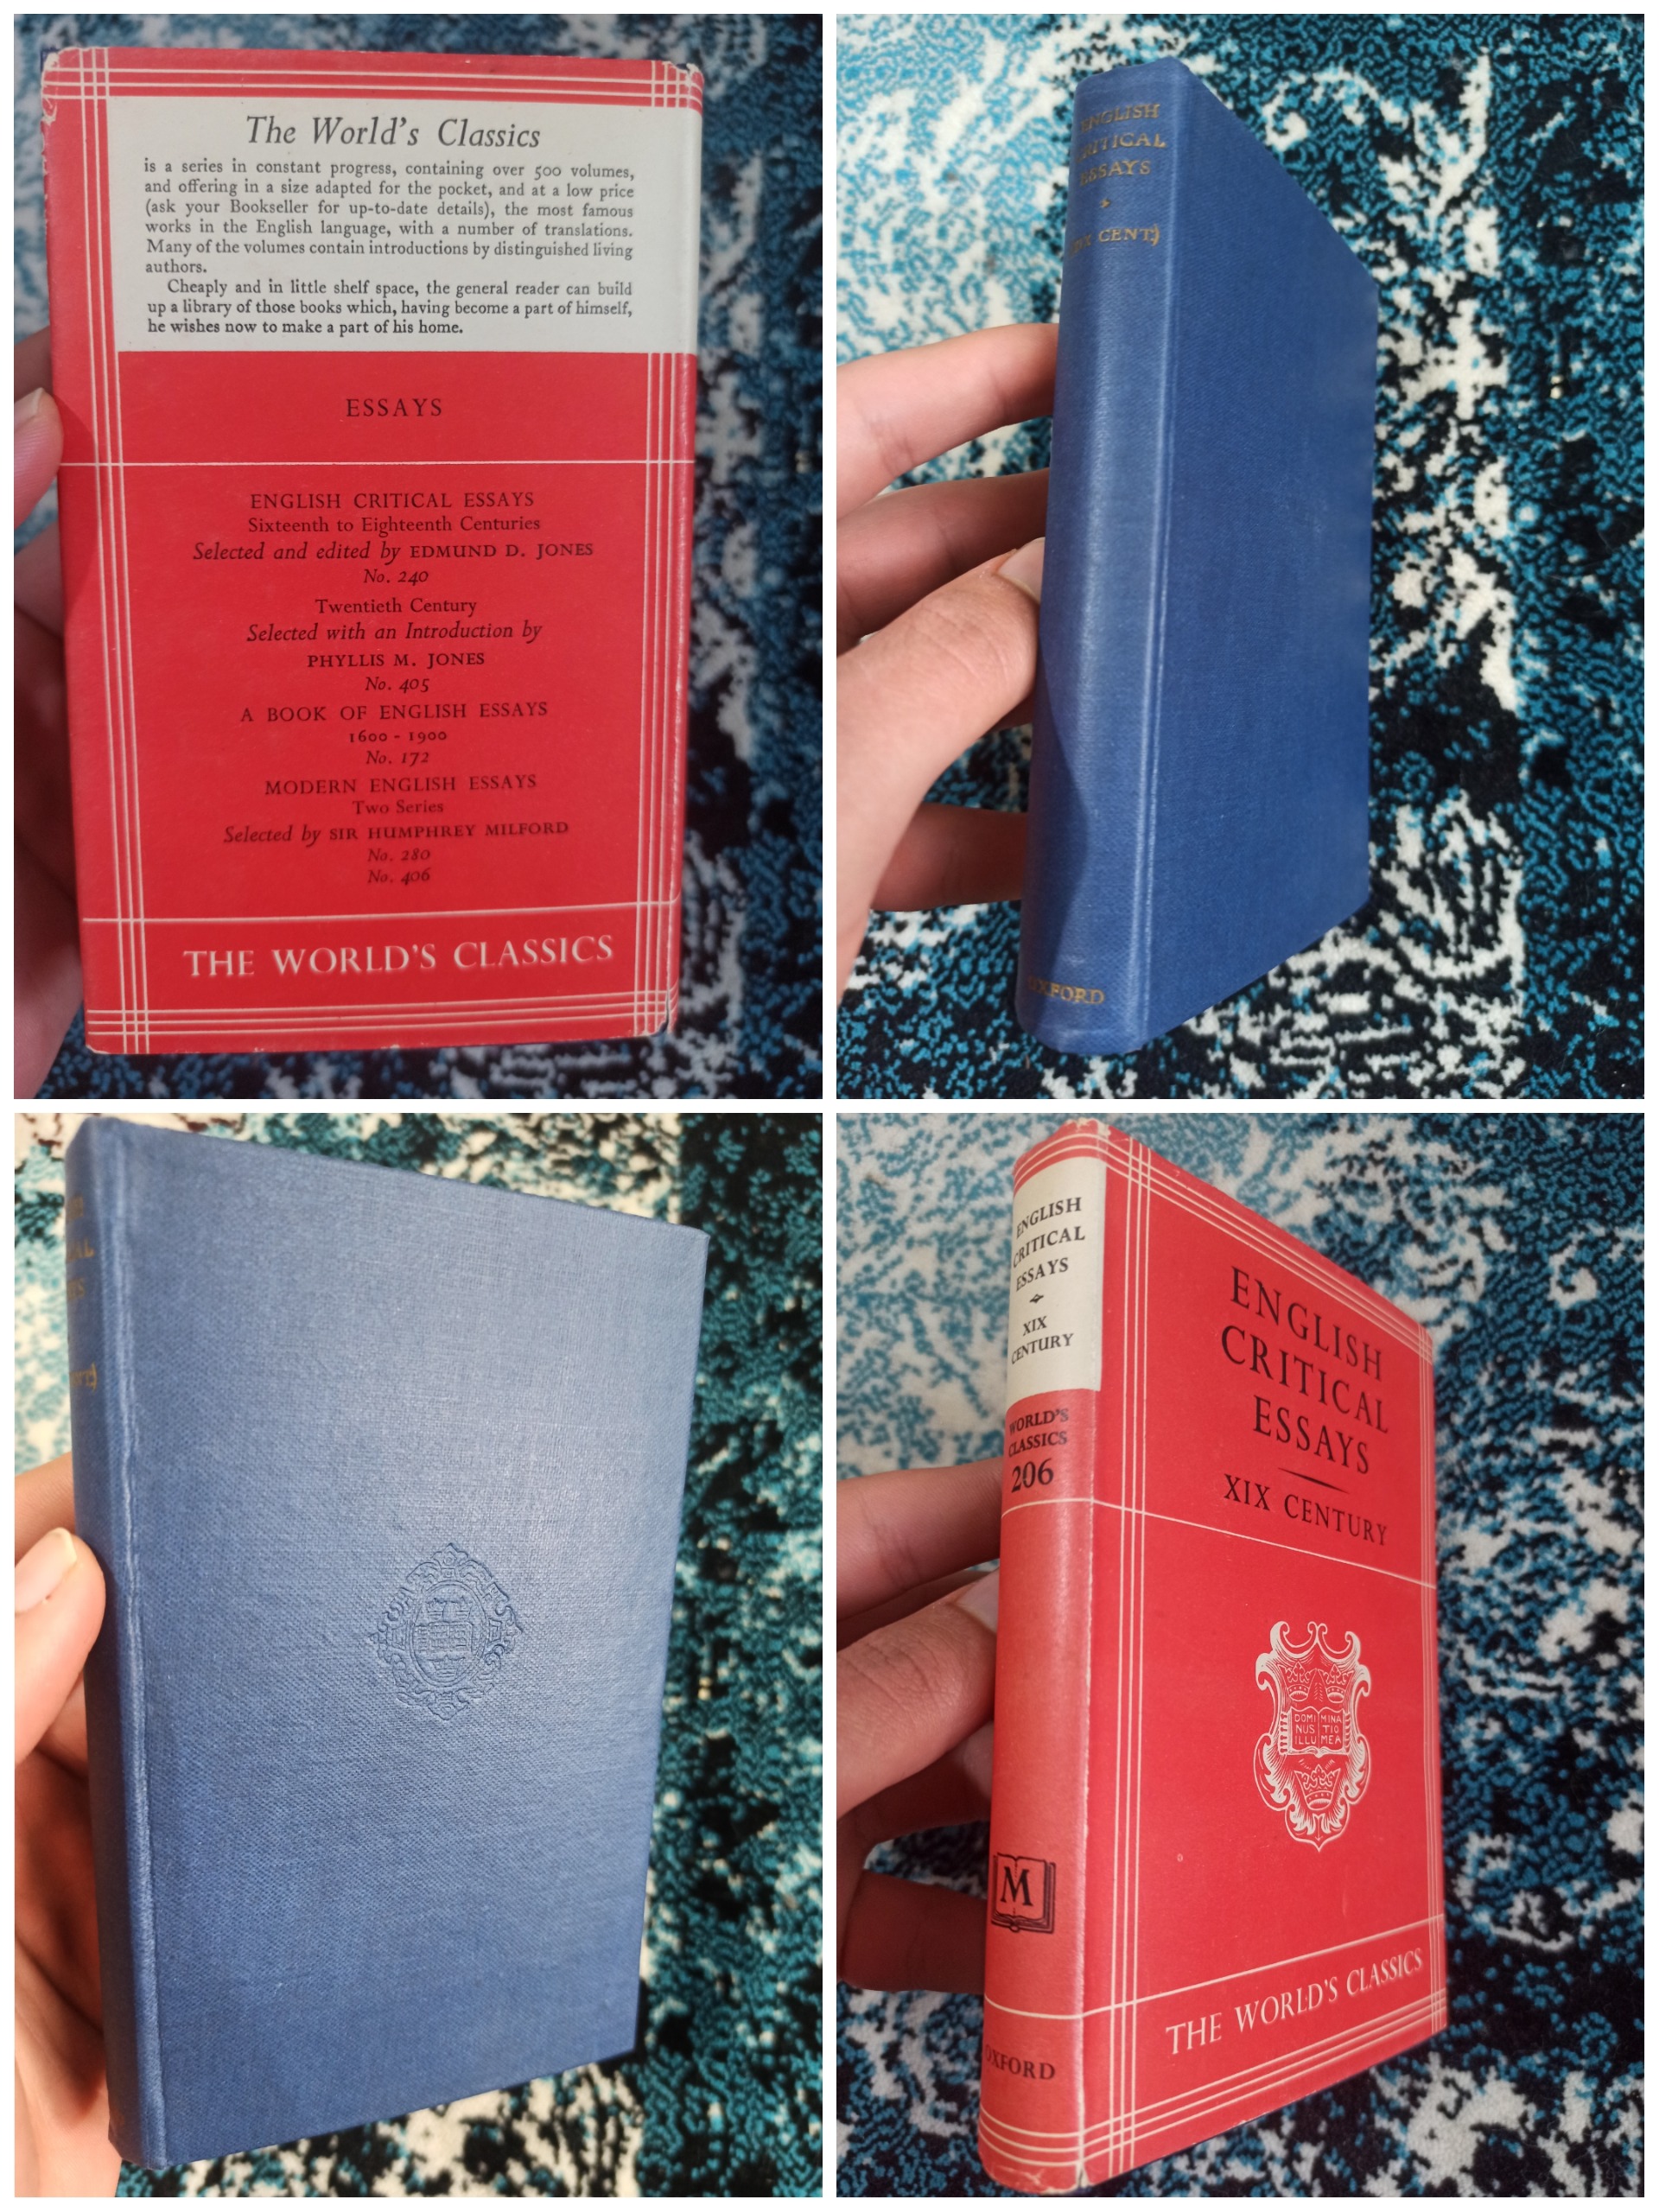 The World's Classics
is a series in constant progress, containing over 500 volumes,
and offering in a size adapted for the pocket, and at a low price
(ask your Bookseller for up-to-date details), the most famous
works in the English language, with a number of translations.
Many of the volumes contain introductions by distinguished living
authors.
Cheaply and in little shelf space, the general reader can build
up a library of those books which, having become a part of himself,
he wishes now to make a part of his home.
ESSAYS
ENGLISH CRITICAL ESSAYS
Sixteenth to Eighteenth Centuries
Selected and edited by EDMUND D. JONES
No. 240
Twentieth Century
Selected with an Introduction by
PHYLLIS M. JONES
No. 405
A BOOK OF ENGLISH ESSAYS
1600 - 1900
No. 172
MODERN ENGLISH ESSAYS
Two Series
Selected by SIR HUMPHREY MILFORD
No. 280
No. 406
THE WORLD'S CLASSICS
ENGLISH
CRITICAL
ESSAYS
(XIX CENT.)
OXFORD
ENGLISH
CRITICAL
ESSAYS
XIX
CENTURY
WORLD'S
CLASSICS
206
M
OXFORD
ENGLISH
CRITICAL
ESSAYS
XIX CENTURY
DOMI MINA
NUS TIO
ILLU MEA
THE WORLD'S CLASSICS